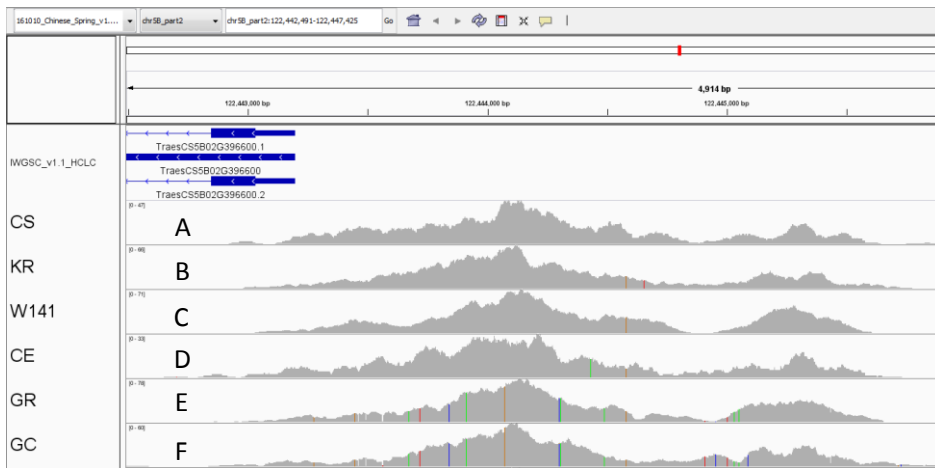 161010_Chinese_Spring_v1.... chr5B_part2 chr5B_part2:122,442,491-122,447,425 Go
4,914 bp
122,443,000 bp 122,444,000 bp 122,445,000 bp
IWGSC_v1.1_HCLC
TraesCS5B02G396600.1
TraesCS5B02G396600
TraesCS5B02G396600.2
CS [0 - 47] A
KR [0 - 66] B
W141 [0 - 71] C
CE [0 - 33] D
GR [0 - 78] E
GC [0 - 60] F